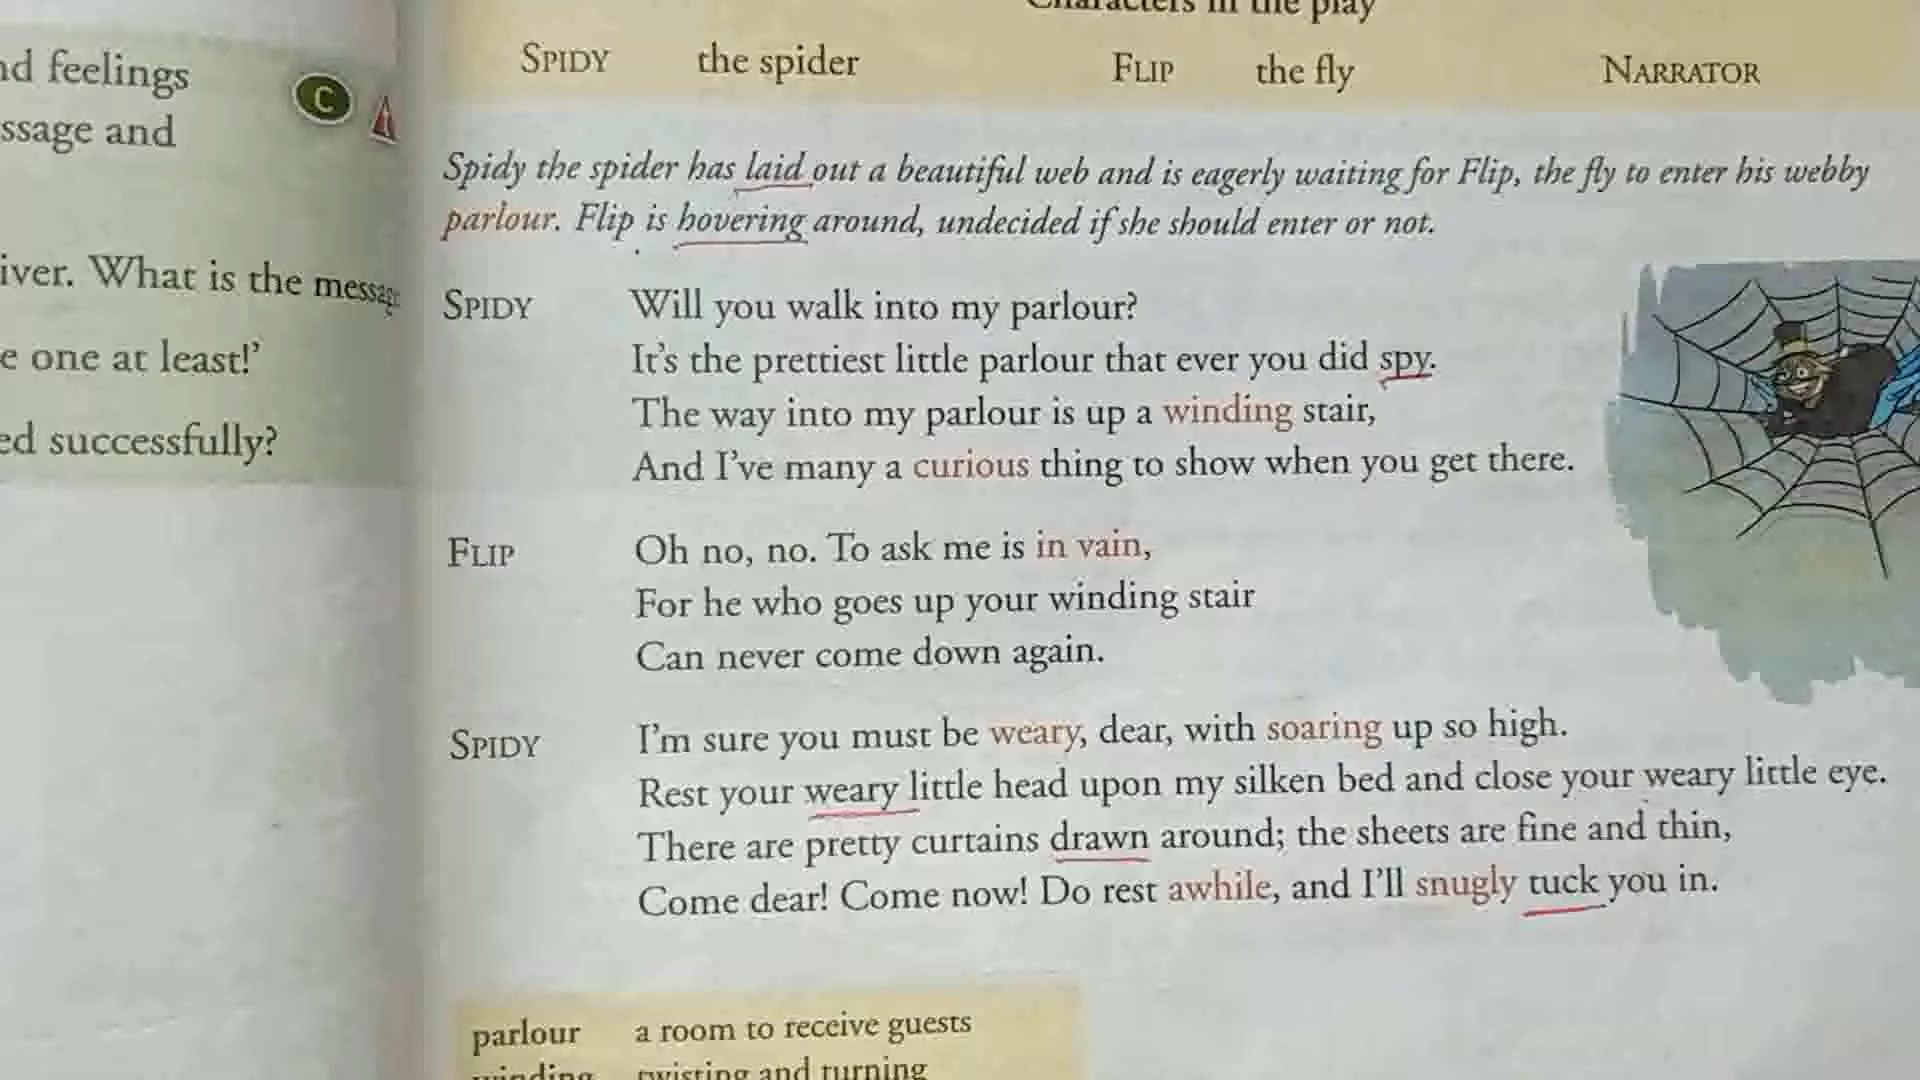 nd feelings
ssage and
iver. What is the message
e one at least!'
ed successfully?
C
Characters in the play
SPIDY the spider FLIP the fly NARRATOR
Spidy the spider has laid out a beautiful web and is eagerly waiting for Flip, the fly to enter his webby
parlour. Flip is hovering around, undecided if she should enter or not.
SPIDY Will you walk into my parlour?
It's the prettiest little parlour that ever you did spy.
The way into my parlour is up a winding stair,
And I've many a curious thing to show when you get there.
FLIP Oh no, no. To ask me is in vain,
For he who goes up your winding stair
Can never come down again.
SPIDY I'm sure you must be weary, dear, with soaring up so high.
Rest your weary little head upon my silken bed and close your weary little eye.
There are pretty curtains drawn around; the sheets are fine and thin,
Come dear! Come now! Do rest awhile, and I'll snugly tuck you in.
parlour a room to receive guests
winding twisting and turning